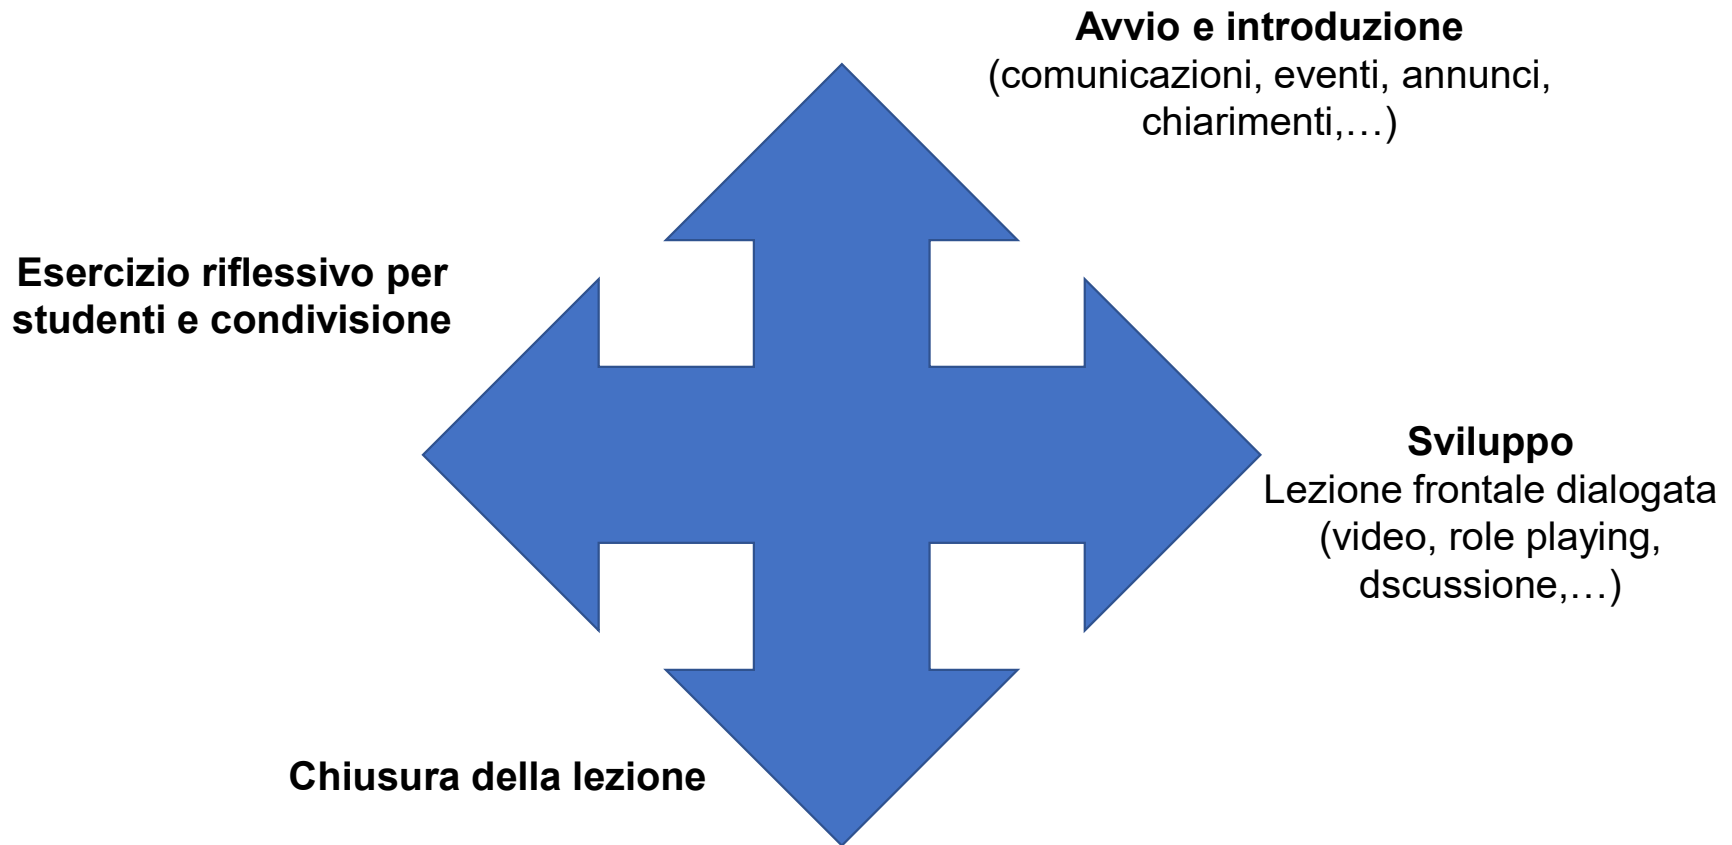 Avvio e introduzione
(comunicazioni, eventi, annunci,
chiarimenti,…)
Esercizio riflessivo per
studenti e condivisione
Sviluppo
Lezione frontale dialogata
(video, role playing,
dscussione,…)
Chiusura della lezione